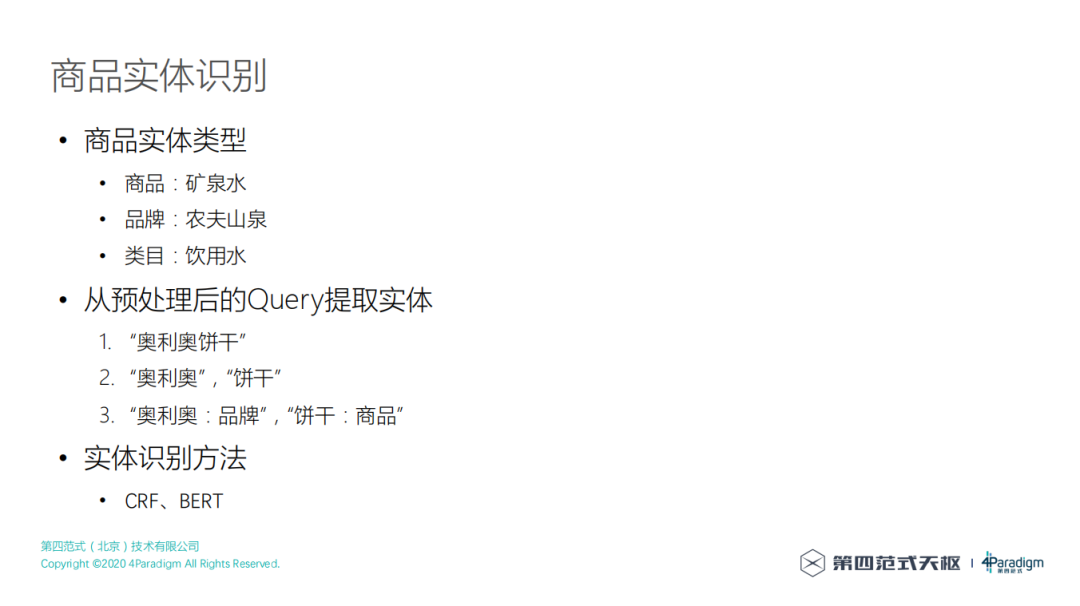 商品实体识别
• 商品实体类型
• 商品：矿泉水
• 品牌：农夫山泉
• 类目：饮用水
• 从预处理后的Query提取实体
1. “奥利奥饼干”
2. “奥利奥”，“饼干”
3. “奥利奥：品牌”，“饼干：商品”
• 实体识别方法
• CRF、BERT
第四范式（北京）技术有限公司
Copyright ©2020 4Paradigm All Rights Reserved.
第四范式天枢 | 4Paradigm
第四范式